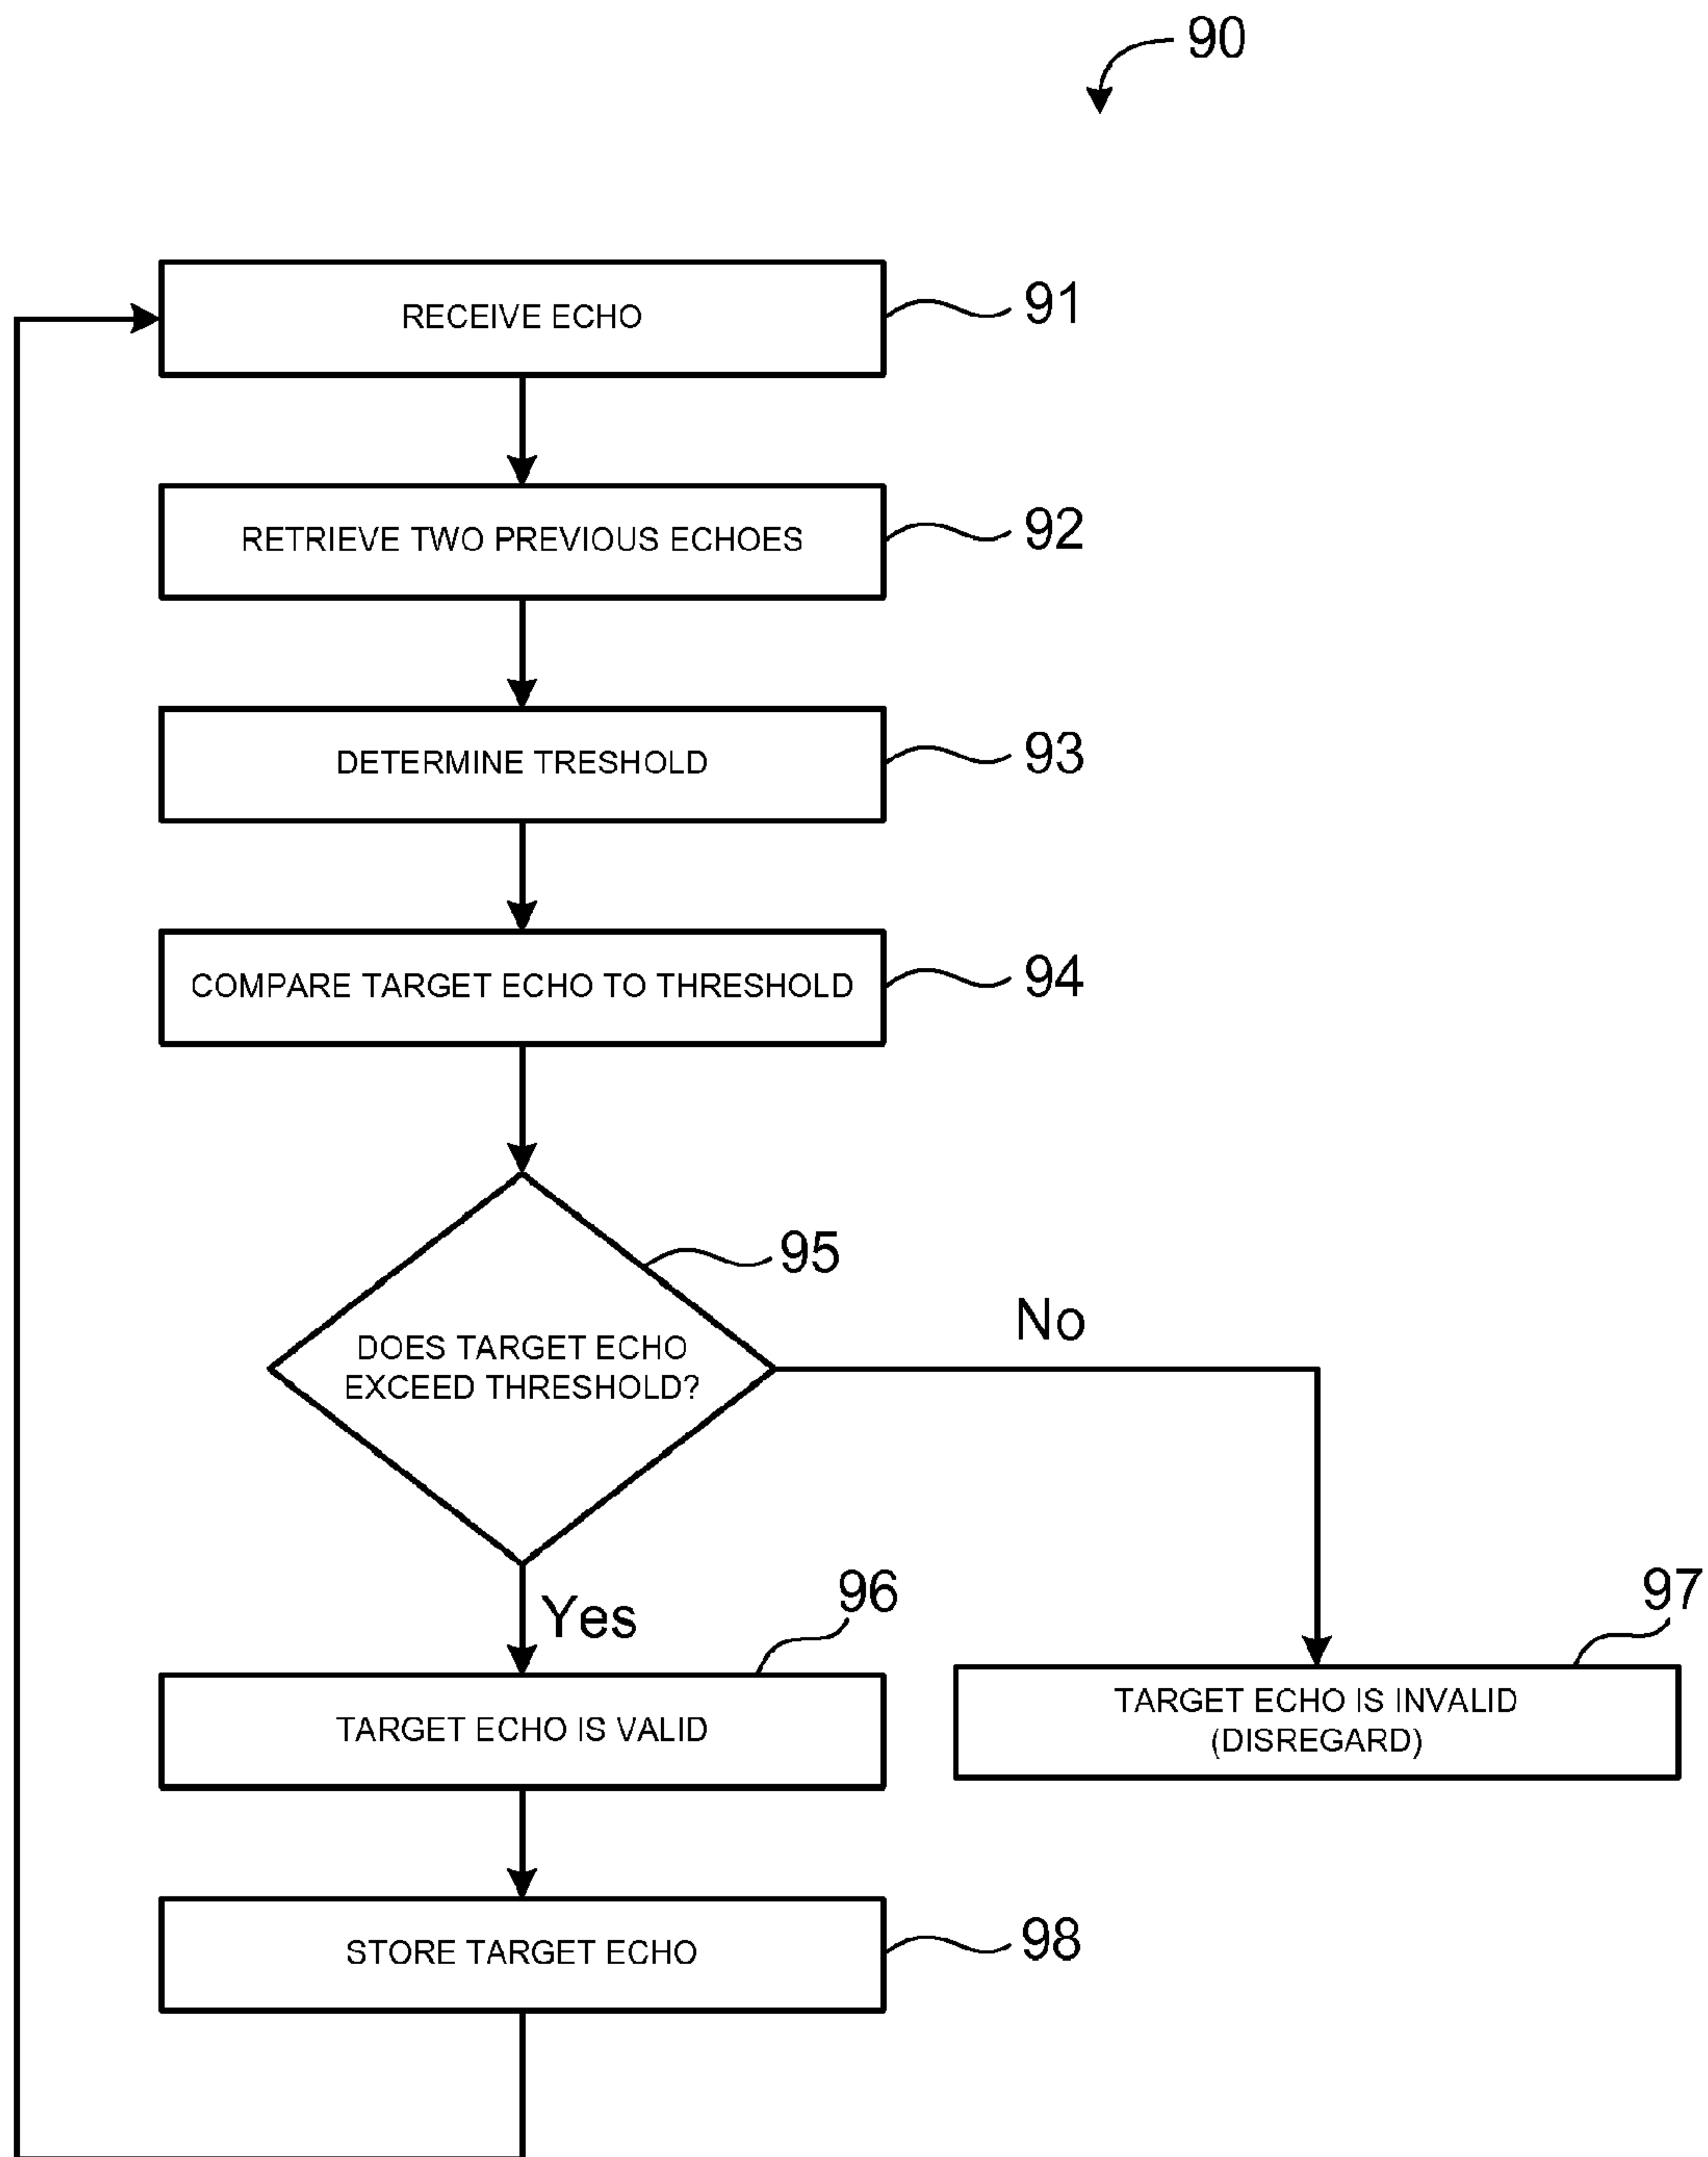 90
RECEIVE ECHO
91
RETRIEVE TWO PREVIOUS ECHOES
92
DETERMINE TRESHOLD
93
COMPARE TARGET ECHO TO THRESHOLD
94
95
DOES TARGET ECHO
EXCEED THRESHOLD?
No
Yes
96
97
TARGET ECHO IS VALID
TARGET ECHO IS INVALID
(DISREGARD)
STORE TARGET ECHO
98